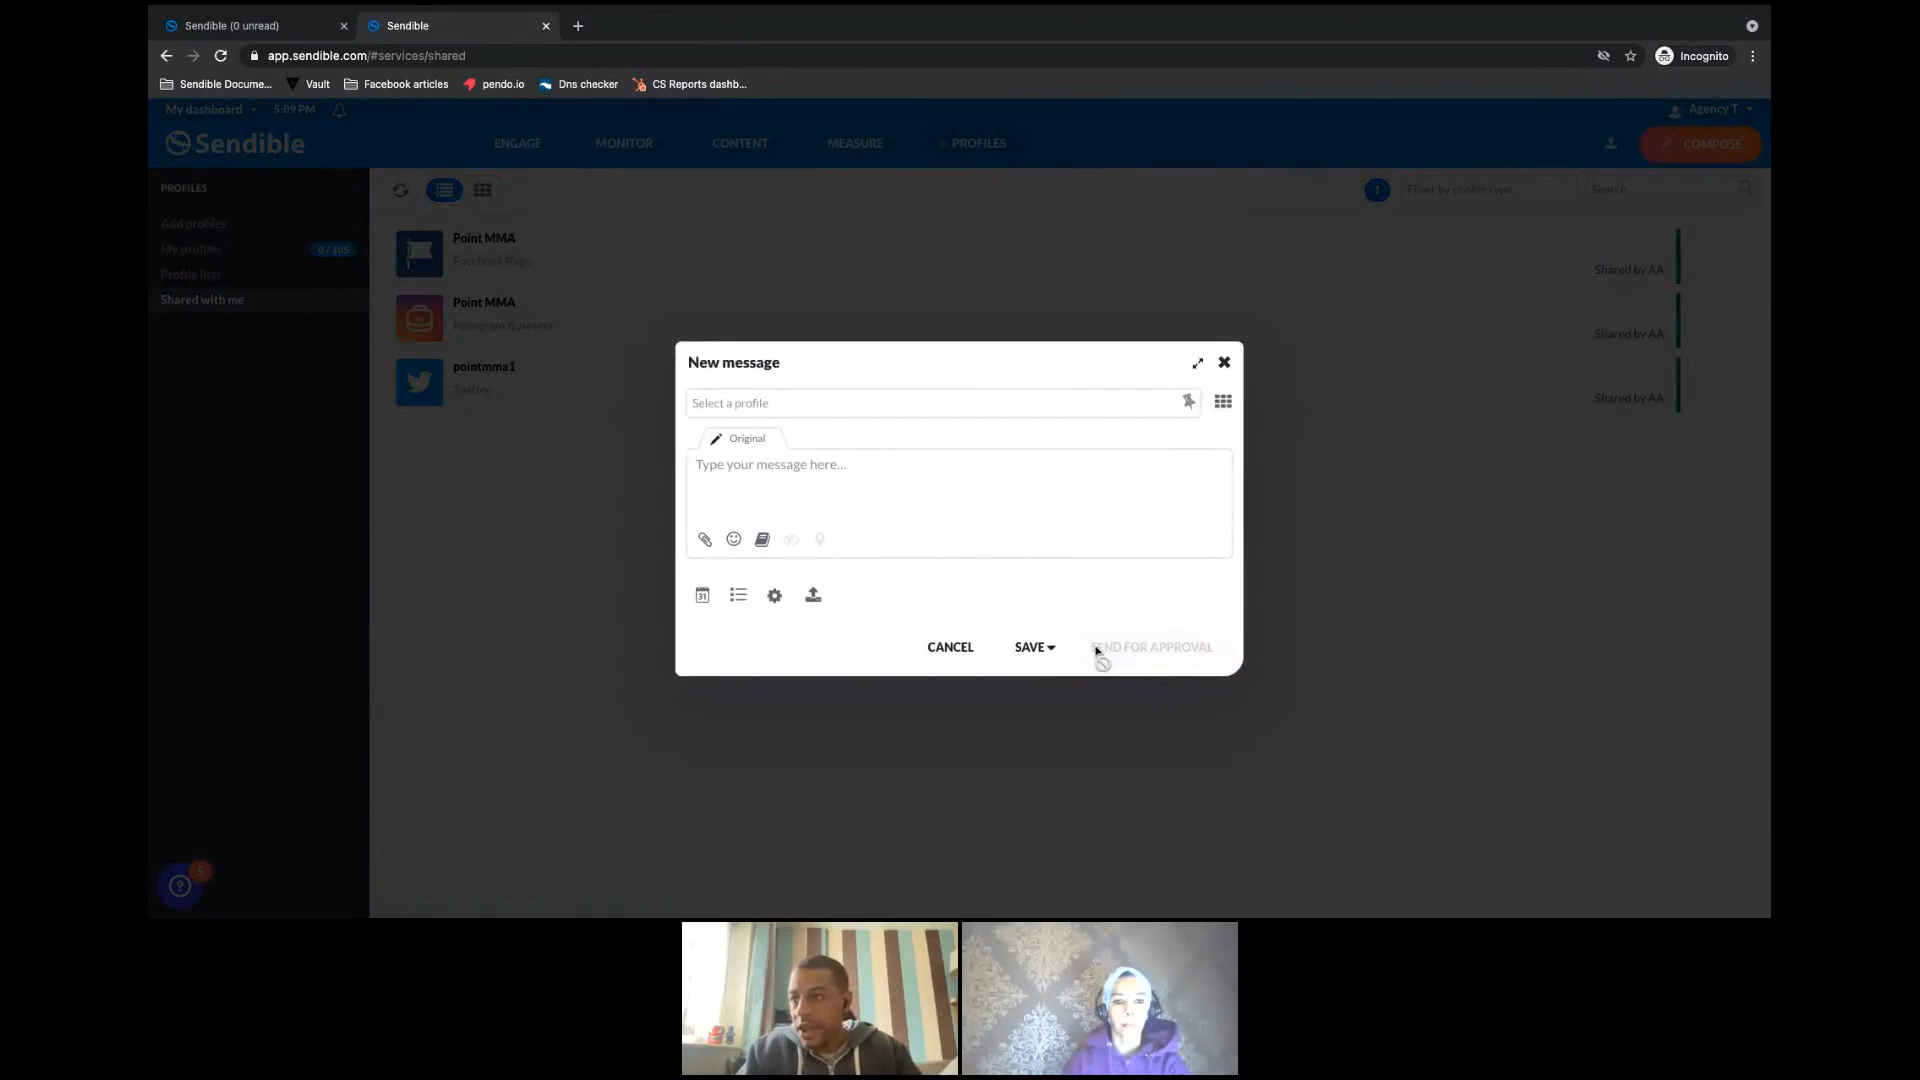 Sendible (0 unread)
Sendible
app.sendible.com/#services/shared
Incognito
Sendible Docume...
Vault
Facebook articles
pendo.io
Dns checker
CS Reports dashb...
My dashboard
5:09 PM
Agency T
Sendible
ENGAGE
MONITOR
CONTENT
MEASURE
PROFILES
COMPOSE
PROFILES
Add profiles
My profiles
0 / 105
Profile lists
Shared with me
1
Filter by profile type
Search
Point MMA
Facebook Page
Shared by AA
Point MMA
Instagram Business
Shared by AA
pointmma1
Twitter
Shared by AA
New message
Select a profile
Original
Type your message here...
31
CANCEL
SAVE
SEND FOR APPROVAL
5